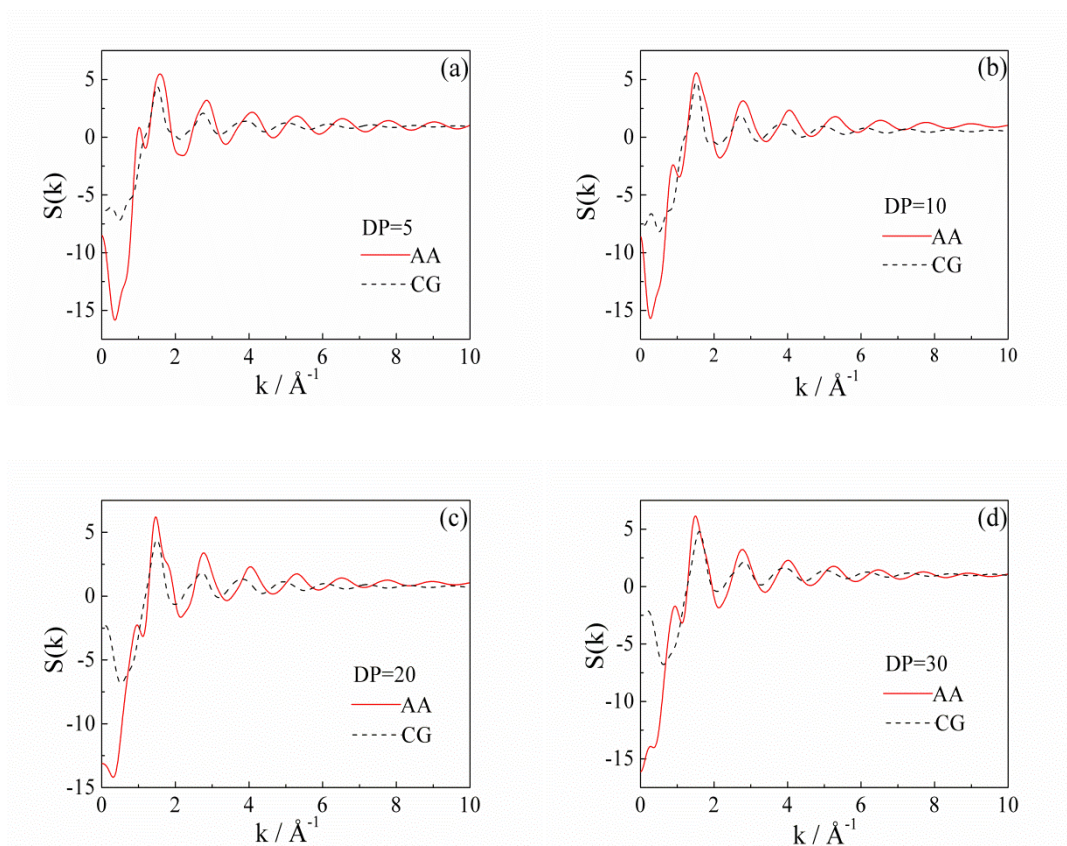 (a)
S(k)
5
0
-5
-10
-15
DP=5
AA
CG
0 2 4 6 8 10
k / Å⁻¹
(b)
S(k)
5
0
-5
-10
-15
DP=10
AA
CG
0 2 4 6 8 10
k / Å⁻¹
(c)
S(k)
5
0
-5
-10
-15
DP=20
AA
CG
0 2 4 6 8 10
k / Å⁻¹
(d)
S(k)
5
0
-5
-10
-15
DP=30
AA
CG
0 2 4 6 8 10
k / Å⁻¹